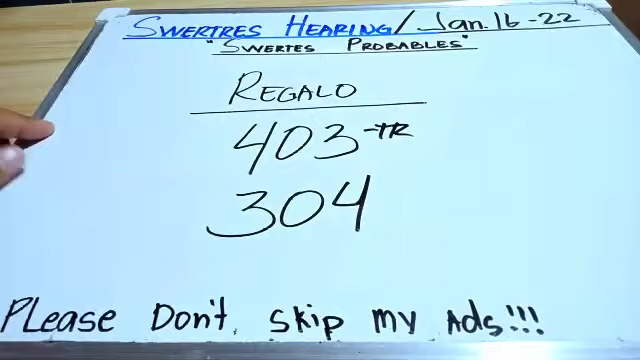 SWERTRES HEARING/ Jan. 16-22
"SWERTES PROBABLES"
REGALO
403-TR
304
PLease Don't skip my Ads!!!